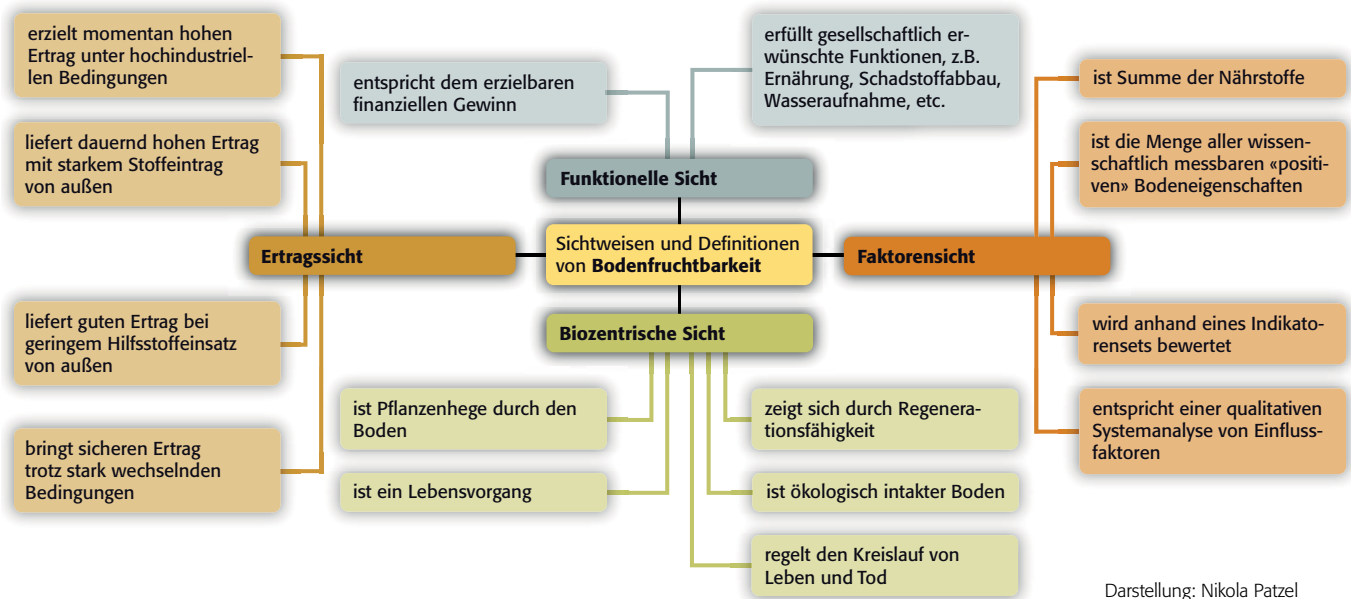 erzielt momentan hohen
Ertrag unter hochindustriel-
len Bedingungen
liefert dauernd hohen Ertrag
mit starkem Stoffeintrag
von außen
Ertragssicht
liefert guten Ertrag bei
geringem Hilfsstoffeinsatz
von außen
bringt sicheren Ertrag
trotz stark wechselnden
Bedingungen
entspricht dem erzielbaren
finanziellen Gewinn
erfüllt gesellschaftlich er-
wünschte Funktionen, z.B.
Ernährung, Schadstoffabbau,
Wasseraufnahme, etc.
Funktionelle Sicht
Sichtweisen und Definitionen
von Bodenfruchtbarkeit
Biozentrische Sicht
ist Pflanzenhege durch den
Boden
ist ein Lebensvorgang
zeigt sich durch Regenera-
tionsfähigkeit
ist ökologisch intakter Boden
regelt den Kreislauf von
Leben und Tod
ist Summe der Nährstoffe
ist die Menge aller wissen-
schaftlich messbaren «positi-
ven» Bodeneigenschaften
Faktorensicht
wird anhand eines Indikato-
rensets bewertet
entspricht einer qualitativen
Systemanalyse von Einfluss-
faktoren
Darstellung: Nikola Patzel